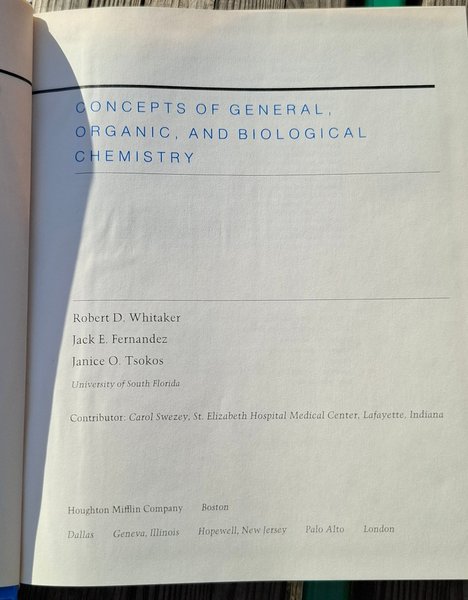 CONCEPTS OF GENERAL,
ORGANIC, AND BIOLOGICAL
CHEMISTRY
Robert D. Whitaker
Jack E. Fernandez
Janice O. Tsokos
University of South Florida
Contributor: Carol Swezey, St. Elizabeth Hospital Medical Center, Lafayette, Indiana
Houghton Mifflin Company Boston
Dallas Geneva, Illinois Hopewell, New Jersey Palo Alto London